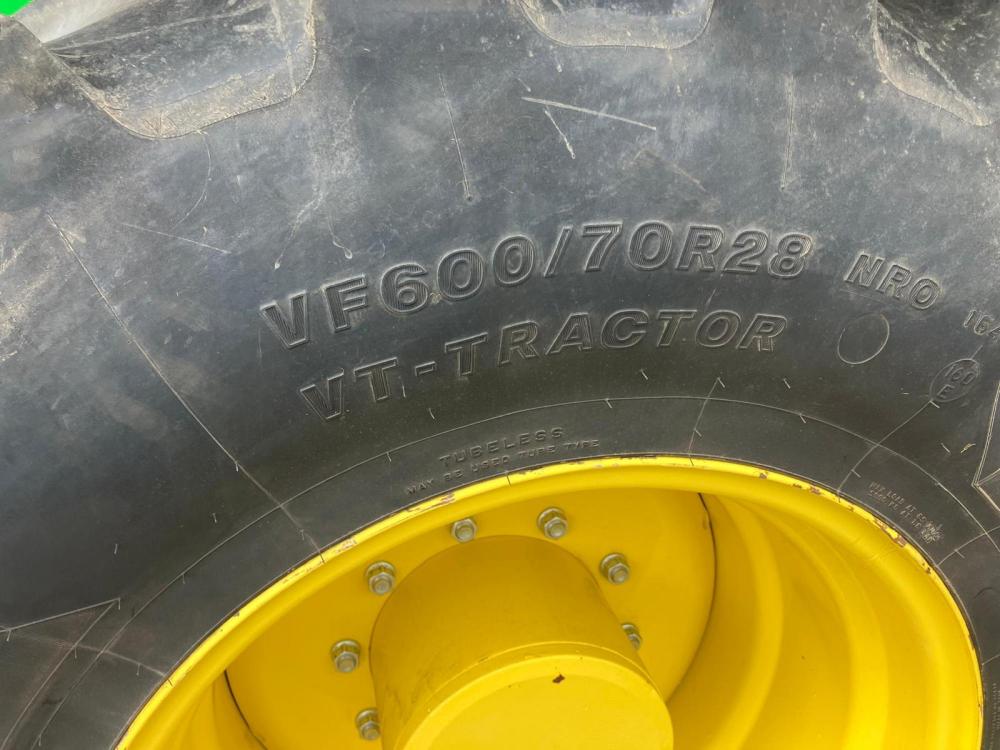 VF600/70R28 NRO
VT-TRACTOR
TUBELESS
MAY BE USED TUBE TYPE